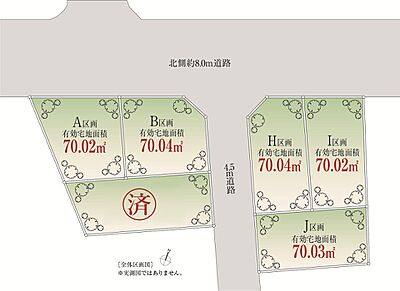 北側約8.0m道路
A区画
有効宅地面積
70.02㎡
B区画
有効宅地面積
70.04㎡
済
4.5m道路
H区画
有効宅地面積
70.04㎡
I区画
有効宅地面積
70.02㎡
J区画
有効宅地面積
70.03㎡
〔全体区画図〕
※実測図ではありません。